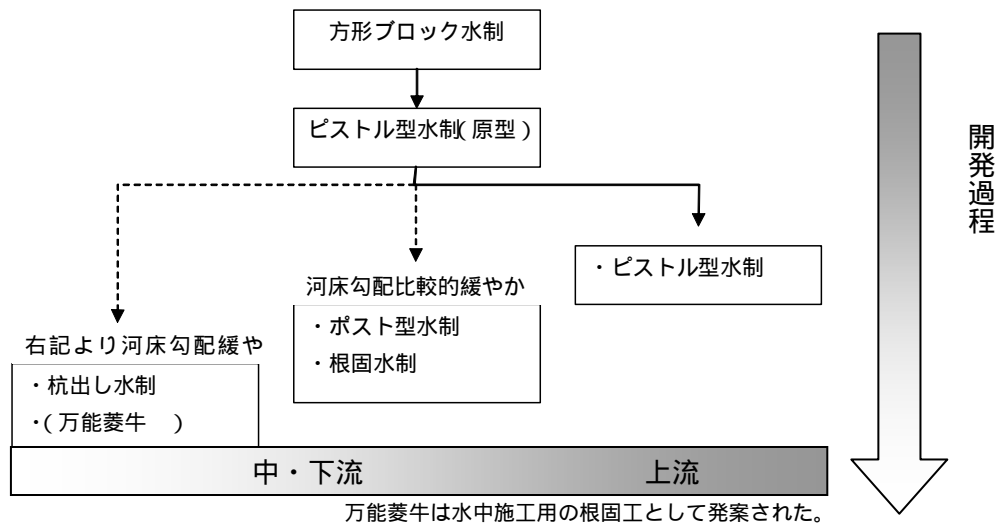 方形ブロック水制
ピストル型水制(原型)
開発過程
・ピストル型水制
河床勾配比較的緩やか
・ポスト型水制
・根固水制
右記より河床勾配緩や
・杭出し水制
・(万能菱牛　)
中・下流
上流
万能菱牛は水中施工用の根固工として発案された。